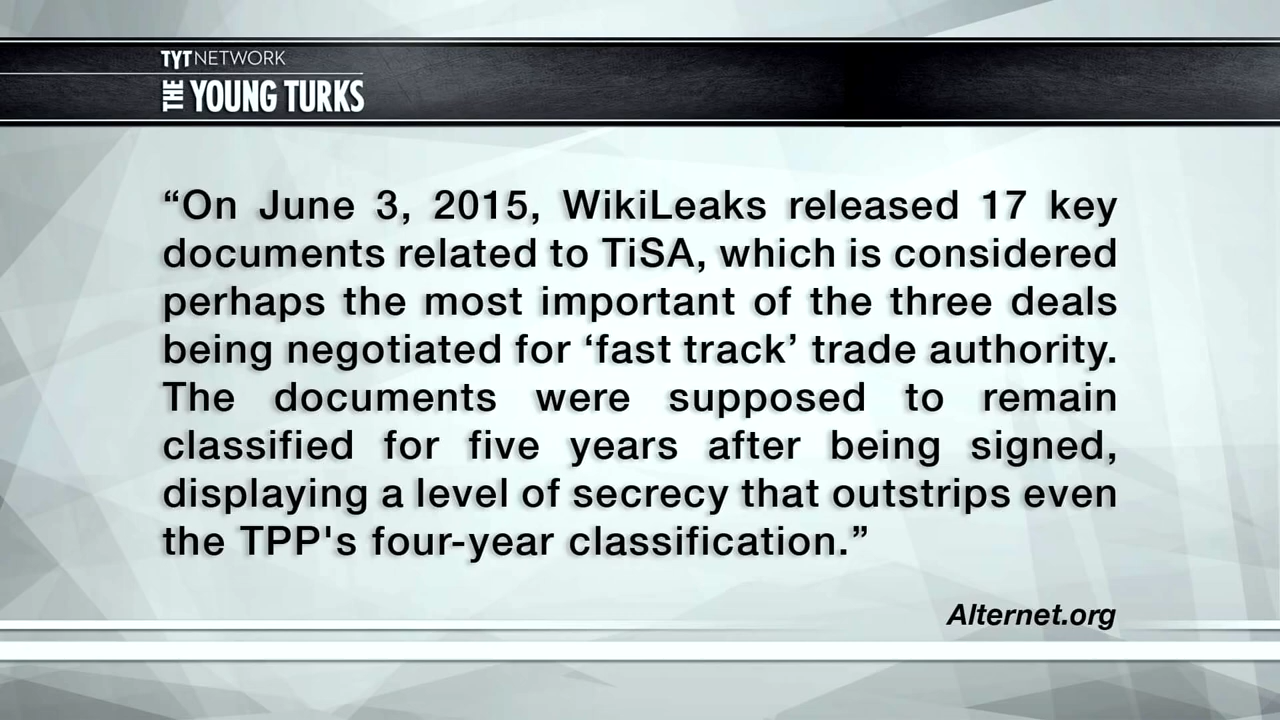 TYTNETWORK
THE YOUNG TURKS
“On June 3, 2015, WikiLeaks released 17 key
documents related to TiSA, which is considered
perhaps the most important of the three deals
being negotiated for ‘fast track’ trade authority.
The documents were supposed to remain
classified for five years after being signed,
displaying a level of secrecy that outstrips even
the TPP's four-year classification.”
Alternet.org